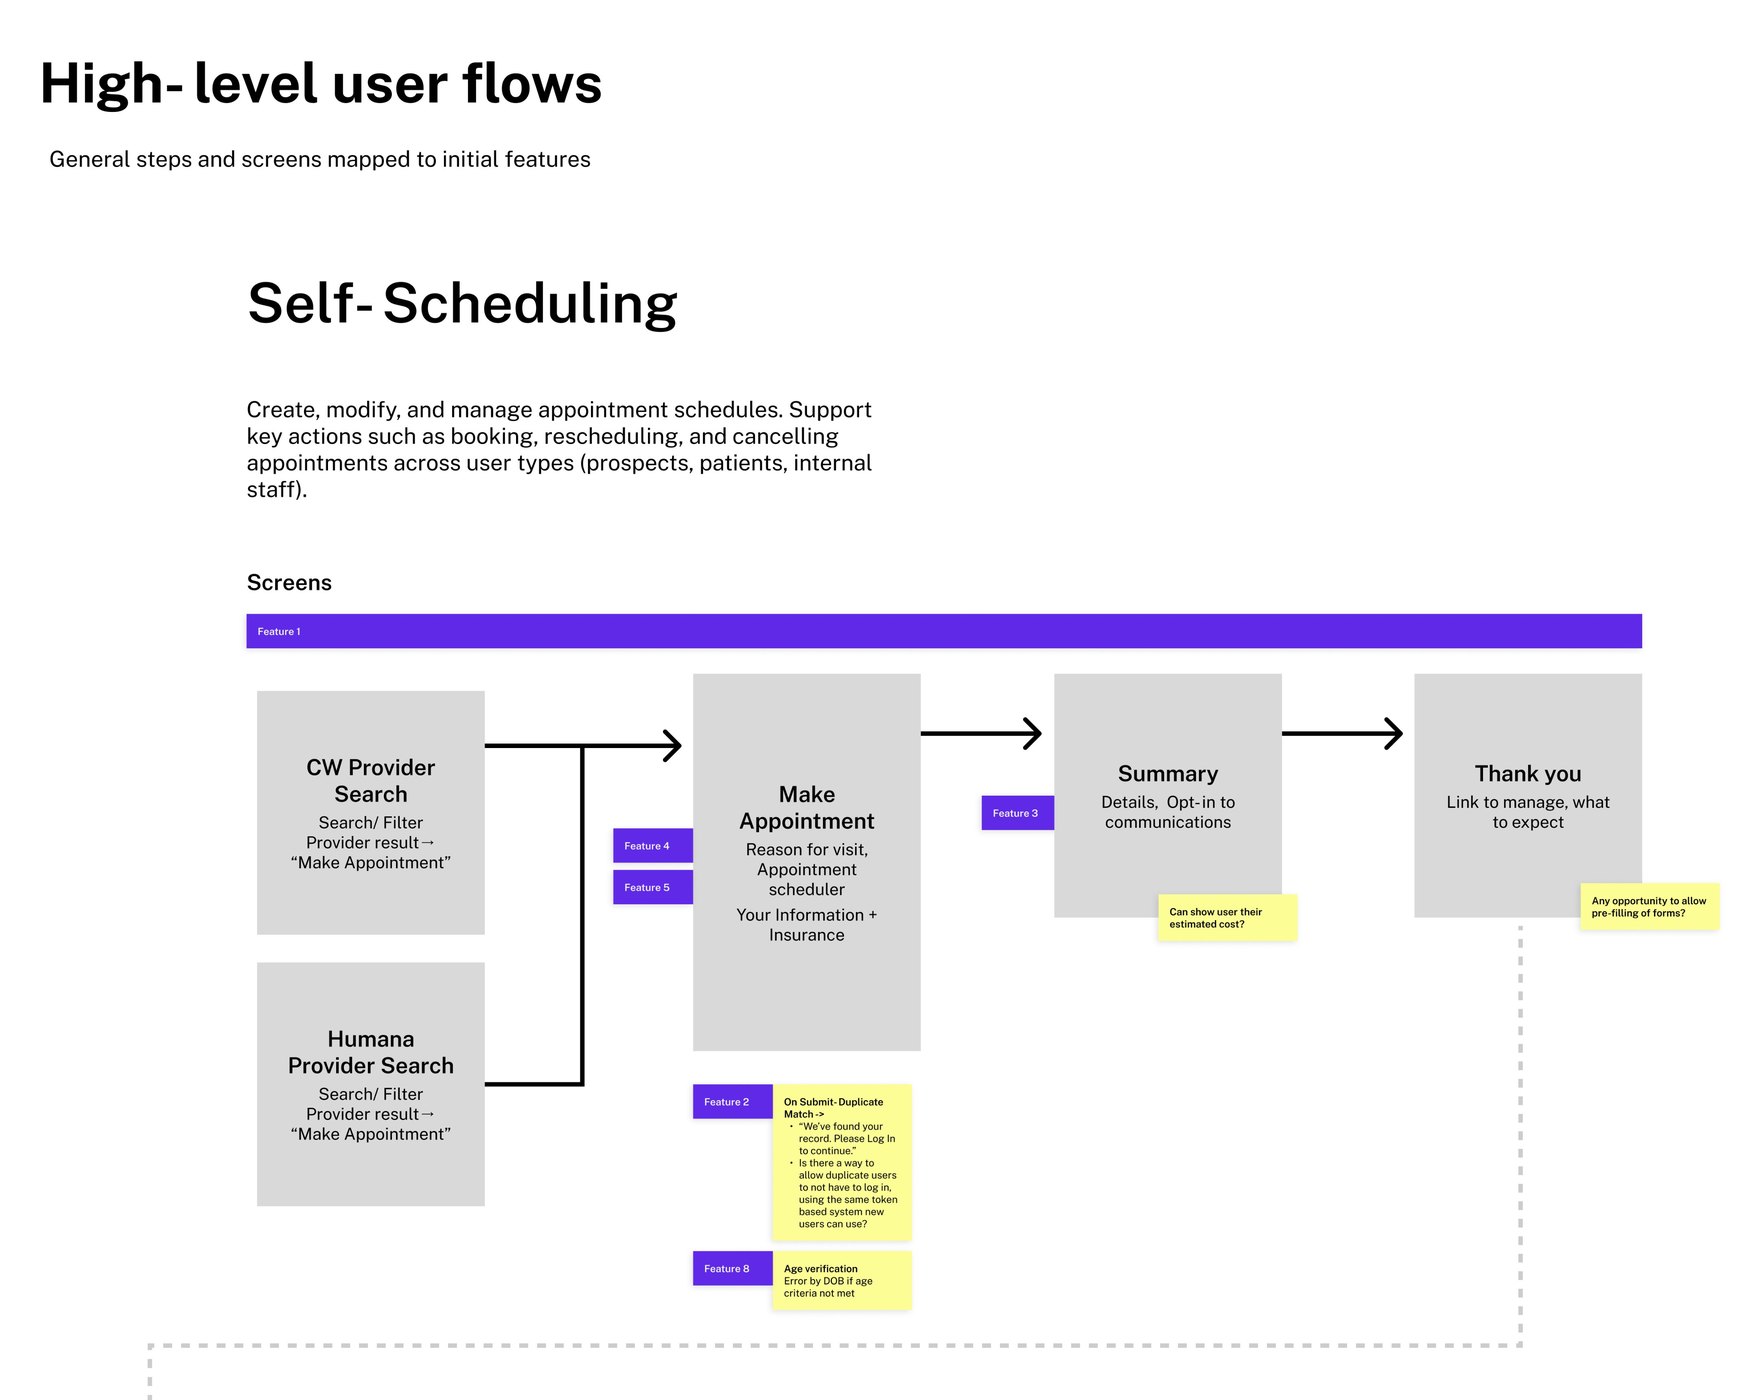 High- level user flows
General steps and screens mapped to initial features
Self- Scheduling
Create, modify, and manage appointment schedules. Support
key actions such as booking, rescheduling, and cancelling
appointments across user types (prospects, patients, internal
staff).
Screens
Feature 1
CW Provider
Search
Search/ Filter
Provider result→
“Make Appointment”
Humana
Provider Search
Search/ Filter
Provider result→
“Make Appointment”
Feature 4
Feature 5
Make
Appointment
Reason for visit,
Appointment
scheduler
Your Information +
Insurance
Feature 2
On Submit- Duplicate
Match ->
• “We’ve found your
record. Please Log In
to continue.”
• Is there a way to
allow duplicate users
to not have to log in,
using the same token
based system new
users can use?
Feature 8
Age verification
Error by DOB if age
criteria not met
Feature 3
Summary
Details, Opt- in to
communications
Can show user their
estimated cost?
Thank you
Link to manage, what
to expect
Any opportunity to allow
pre-filling of forms?